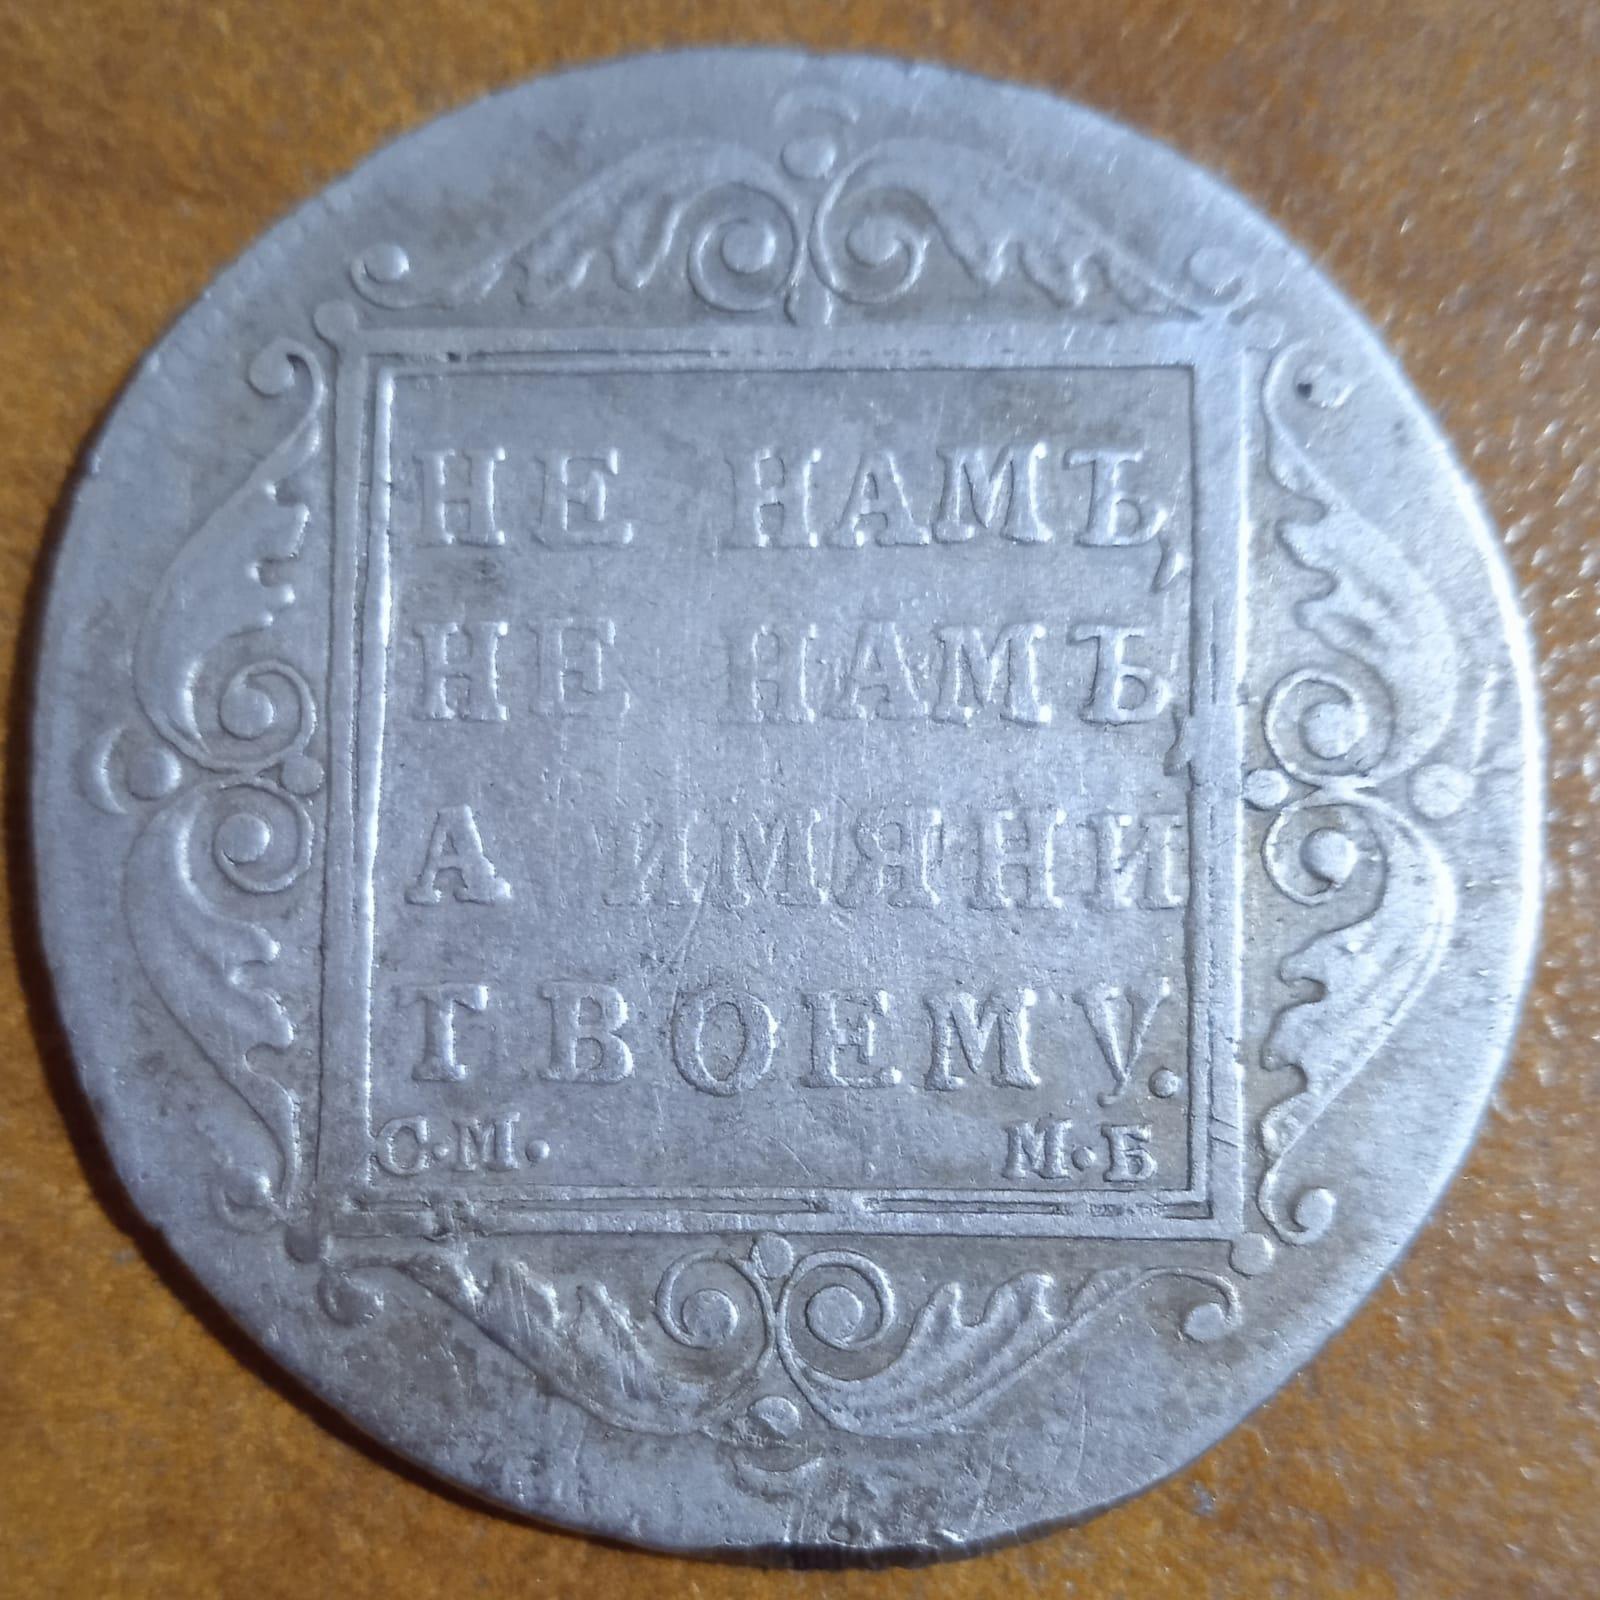 НЕ НАМЪ,
НЕ НАМЪ,
А ИМЯНИ
ТВОЕМУ.
С·М· М·Б